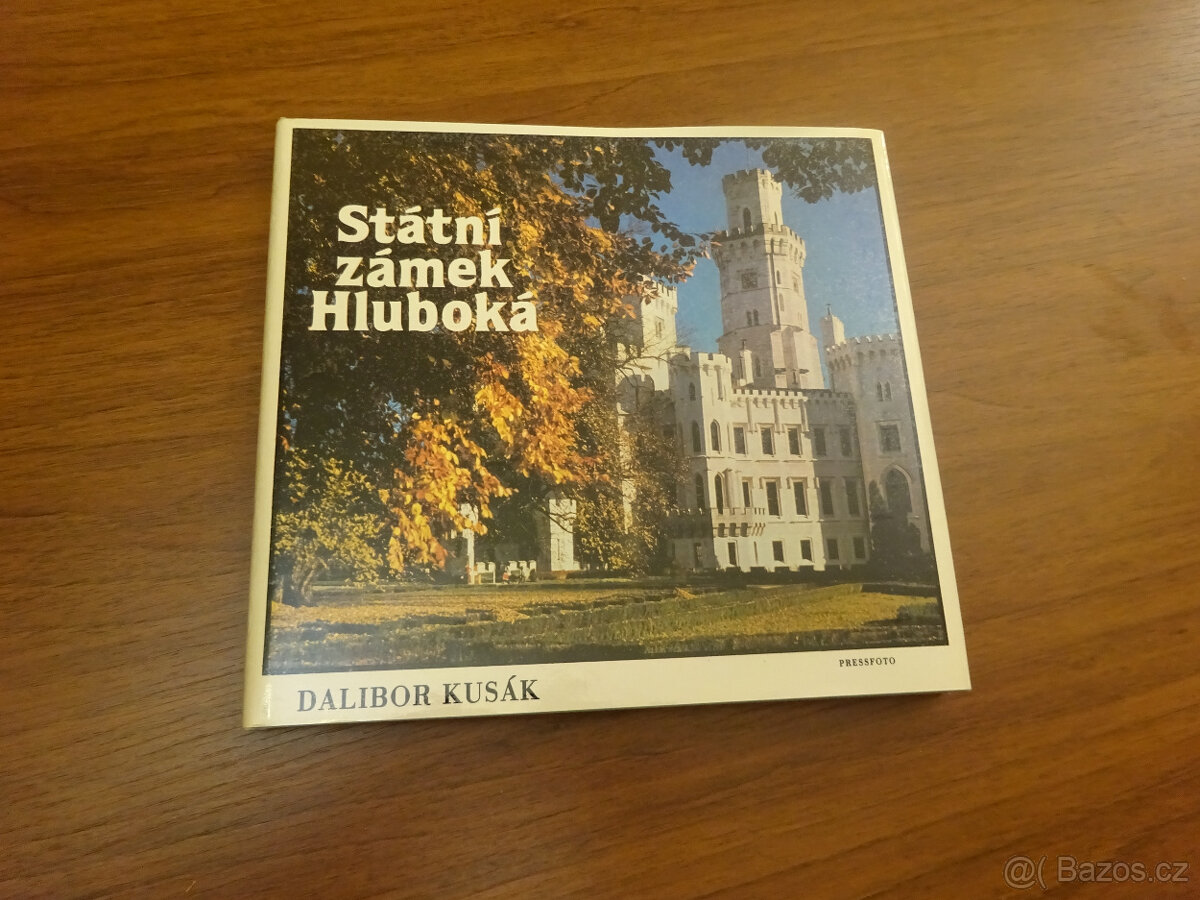 Státní
zámek
Hluboká
PRESSFOTO
DALIBOR KUSÁK
@( Bazos.cz